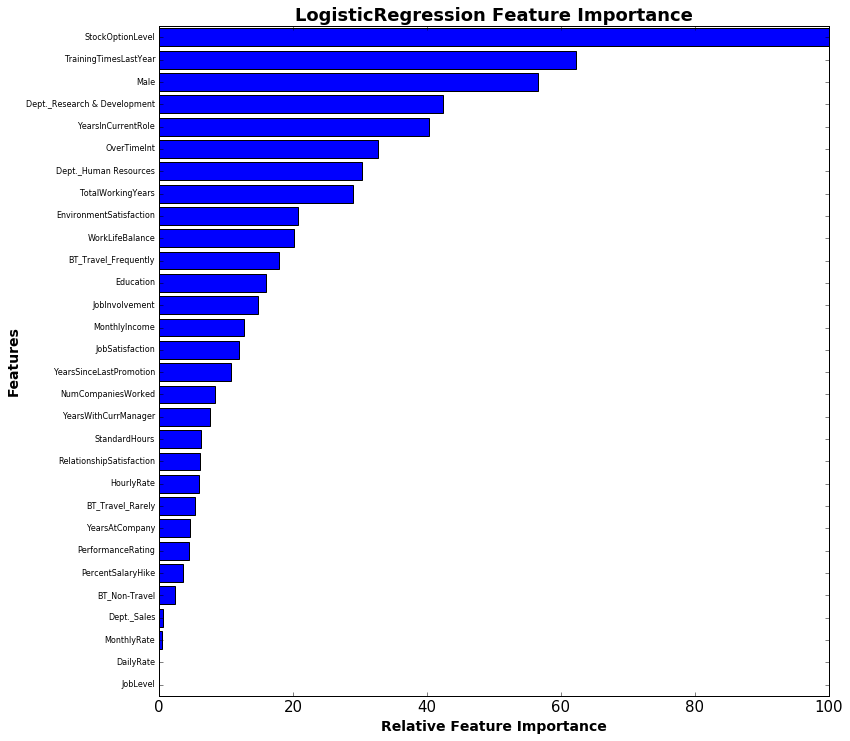 LogisticRegression Feature Importance
StockOptionLevel
TrainingTimesLastYear
Male
Dept._Research & Development
YearsInCurrentRole
OverTimeInt
Dept._Human Resources
TotalWorkingYears
EnvironmentSatisfaction
WorkLifeBalance
BT_Travel_Frequently
Education
JobInvolvement
MonthlyIncome
JobSatisfaction
YearsSinceLastPromotion
NumCompaniesWorked
YearsWithCurrManager
StandardHours
RelationshipSatisfaction
HourlyRate
BT_Travel_Rarely
YearsAtCompany
PerformanceRating
PercentSalaryHike
BT_Non-Travel
Dept._Sales
MonthlyRate
DailyRate
JobLevel
Features
0 20 40 60 80 100
Relative Feature Importance